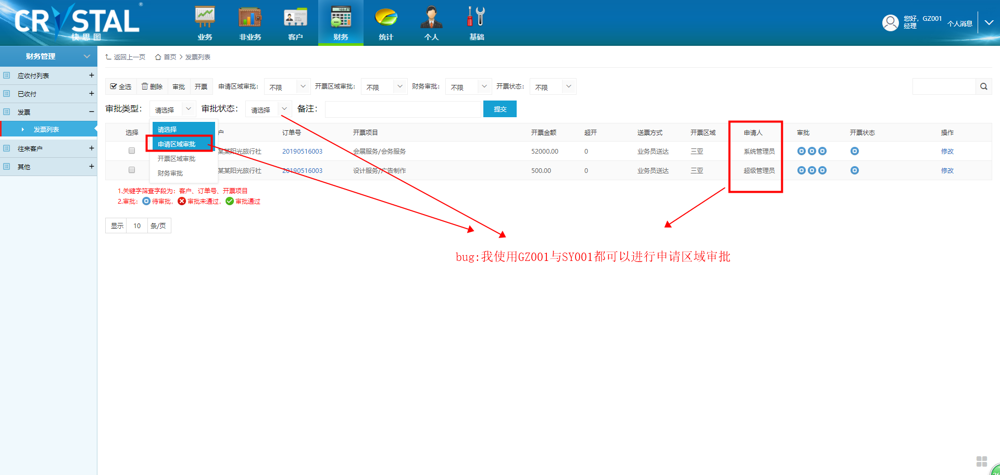 CRYSTAL ®
快思图
业务 非业务 客户 财务 统计 个人 基础
您好，GZ001
经理
个人消息
财务管理
应收付列表 +
已收付 +
发票 −
发票列表
往来客户 +
其他 +
返回上一页 首页 > 发票列表
全选 删除 审批 开票 申请区域审批: 不限 开票区域审批: 不限 财务审批: 不限 开票状态: 不限
审批类型: 请选择 审批状态: 请选择 备注: 提交
请选择
申请区域审批
开票区域审批
财务审批
选择 户 订单号 开票项目 开票金额 超开 送票方式 开票区域 申请人 审批 开票状态 操作
某某阳光旅行社 20190516003 会展服务/会务服务 52000.00 0 业务员送达 三亚 系统管理员 修改
某某阳光旅行社 20190516003 设计服务/广告制作 500.00 0 业务员送达 三亚 超级管理员 修改
1.关键字筛查字段为：客户、订单号、开票项目
2.审批: 待审批, 审批未通过, 审批通过
显示 10 条/页
bug:我使用GZ001与SY001都可以进行申请区域审批